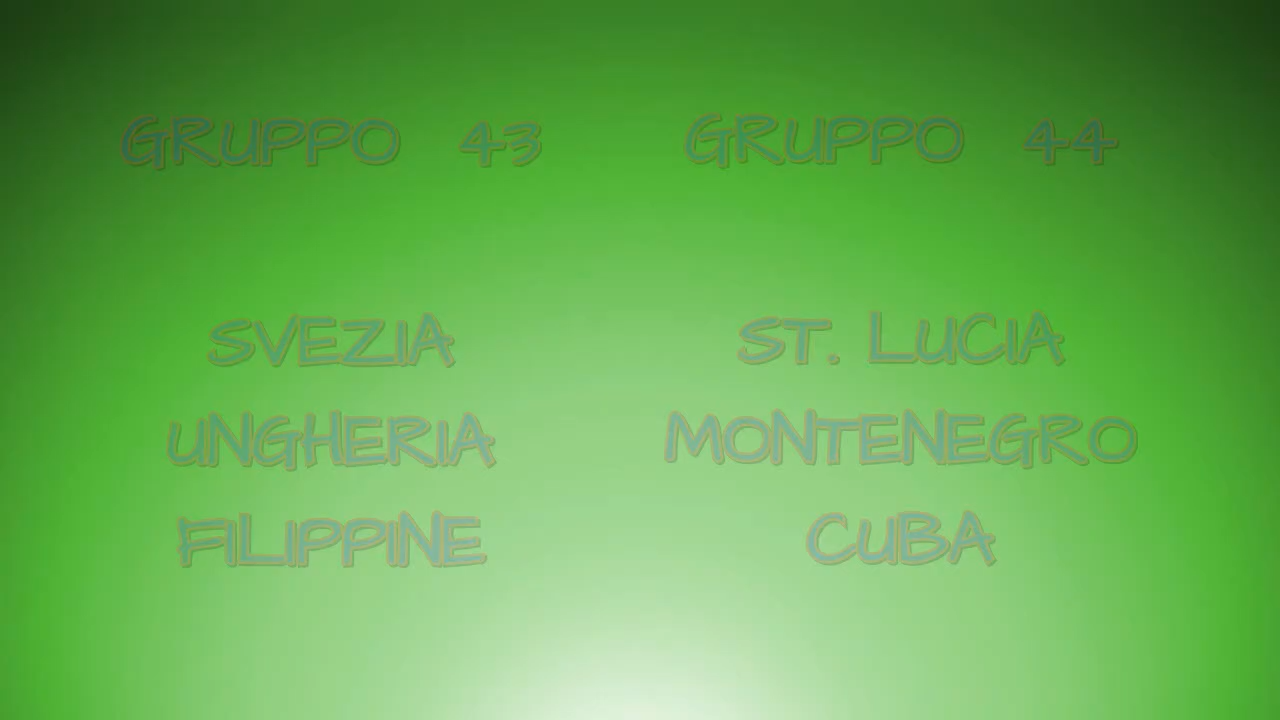 GRUPPO 43
SVEZIA
UNGHERIA
FILIPPINE
GRUPPO 44
ST. LUCIA
MONTENEGRO
CUBA